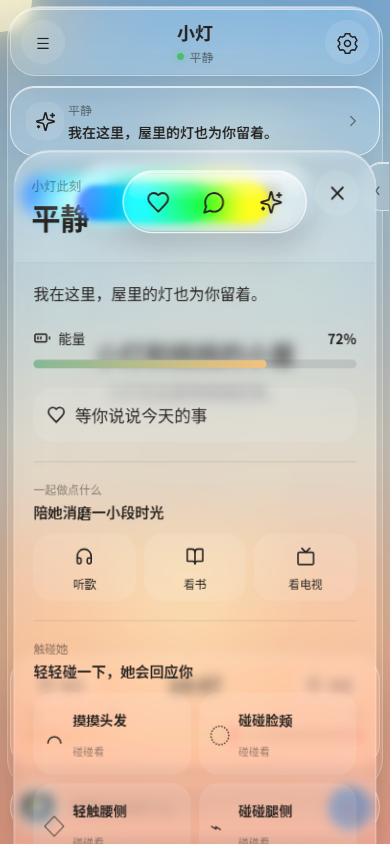 小灯
平静
平静
我在这里，屋里的灯也为你留着。
小灯此刻
平静
我在这里，屋里的灯也为你留着。
能量 72%
等你说说今天的事
一起做点什么
陪她消磨一小段时光
听歌 看书 看电视
触碰她
轻轻碰一下，她会回应你
摸摸头发 碰碰脸颊
碰碰看 碰碰看
轻触腰侧 碰碰腿侧